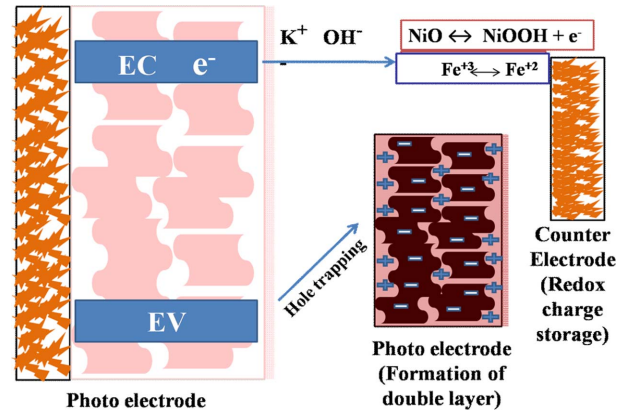 K+ OH-
-
NiO ↔ NiOOH + e-
Fe+3 ↔ Fe+2
EC e-
EV
Hole trapping
Counter
Electrode
(Redox
charge
storage)
Photo electrode
(Formation of
double layer)
Photo electrode